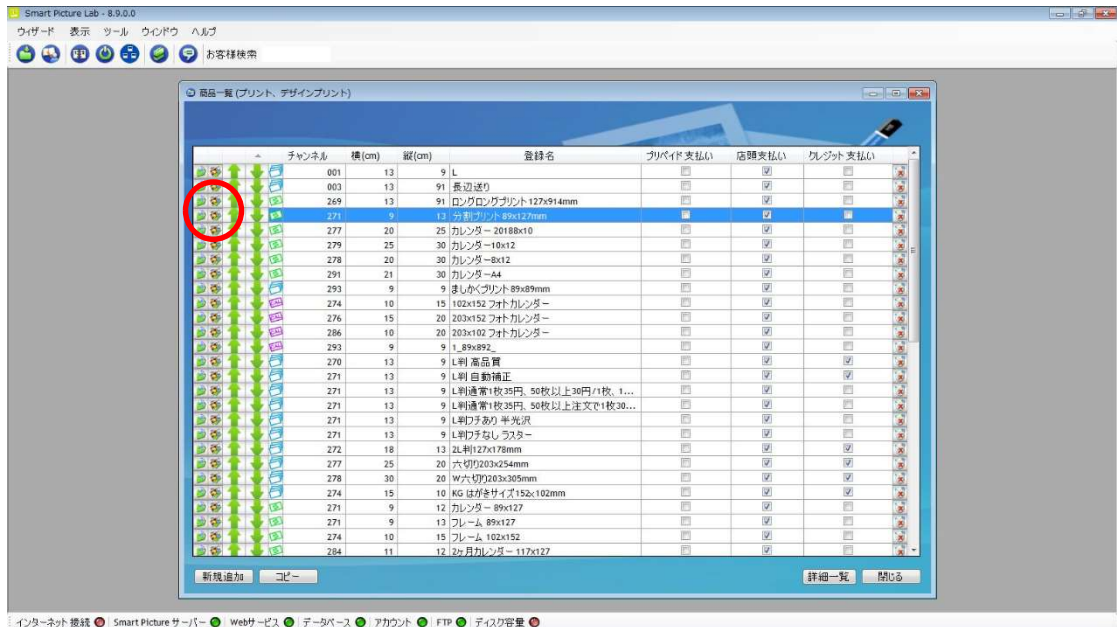 Smart Picture Lab - 8.9.0.0
ウィザード 表示 ツール ウィンドウ ヘルプ
お客様検索
商品一覧 (プリント、デザインプリント)
チャンネル 横(cm) 縦(cm) 登録名 プリペイド支払い 店頭支払い クレジット支払い
001 13 9 L
003 13 91 長辺送り
269 13 91 ロングロングプリント 127x914mm
271 9 13 分割プリント 89x127mm
277 20 25 カレンダー 20188x10
279 25 30 カレンダー10x12
278 20 30 カレンダー8x12
291 21 30 カレンダーA4
293 9 9 ましかくプリント 89x89mm
274 10 15 102x152 フォトカレンダー
276 15 20 203x152 フォトカレンダー
286 10 20 203x102 フォトカレンダー
293 9 9 1_89x892_
270 13 9 L判 高品質
271 13 9 L判 自動補正
271 13 9 L判通常1枚35円、50枚以上30円/1枚、1...
271 13 9 L判通常1枚35円、50枚以上注文で1枚30...
271 13 9 L判フチあり 半光沢
271 13 9 L判フチなし ラスター
272 18 13 2L判127x178mm
277 25 20 六切り203x254mm
278 30 20 W六切り203x305mm
274 15 10 KG はがきサイズ152x102mm
271 9 12 カレンダー 89x127
271 9 13 フレーム 89x127
274 10 15 フレーム 102x152
284 11 12 2ヶ月カレンダー 117x127
新規追加 コピー 詳細一覧 閉じる
インターネット接続 Smart Picture サーバー Webサービス データベース アカウント FTP ディスク容量